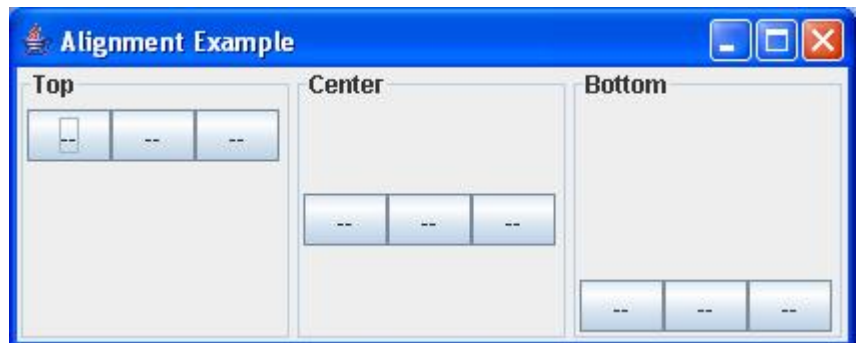 Alignment Example
Top
Center
Bottom
-- -- --
-- -- --
-- -- --